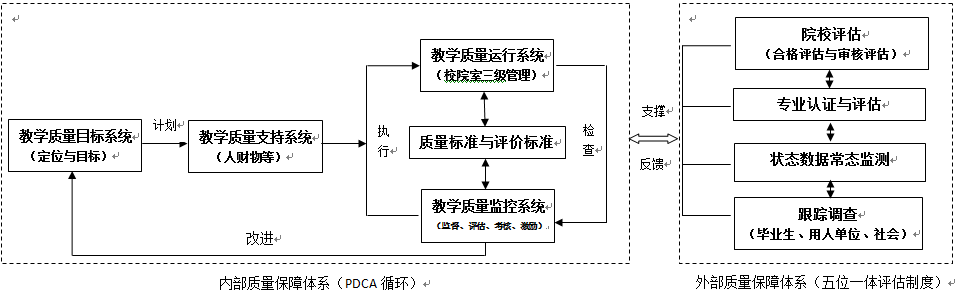 教学质量目标系统
（定位与目标）
计划
教学质量支持系统
（人财物等）
执
行
教学质量运行系统
（校院室三级管理）
质量标准与评价标准
教学质量监控系统
（监督、评估、考核、激励）
检
查
改进
内部质量保障体系（PDCA 循环）
支撑
反馈
院校评估
（合格评估与审核评估）
专业认证与评估
状态数据常态监测
跟踪调查
（毕业生、用人单位、社会）
外部质量保障体系（五位一体评估制度）